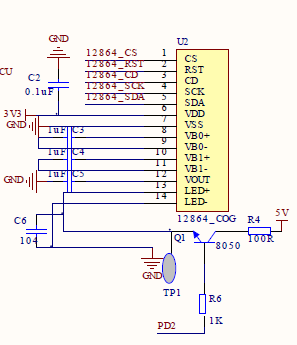 GND
U2
12864_CS 1 CS
12864_RST 2 RST
CU
12864_CD 3 CD
C2
12864_SCK 4 SCK
0.1uF
12864_SDA 5 SDA
3V3
6 VDD
GND
7 VSS
1uF C3
8 VB0+
9 VB0-
1uF C4
10 VB1+
11 VB1-
1uF C5
GND
12 VOUT
13 LED+
14 LED-
C6
104
12864_COG
R4
5V
Q1
8050
100R
GND
TP1
R6
1K
PD2